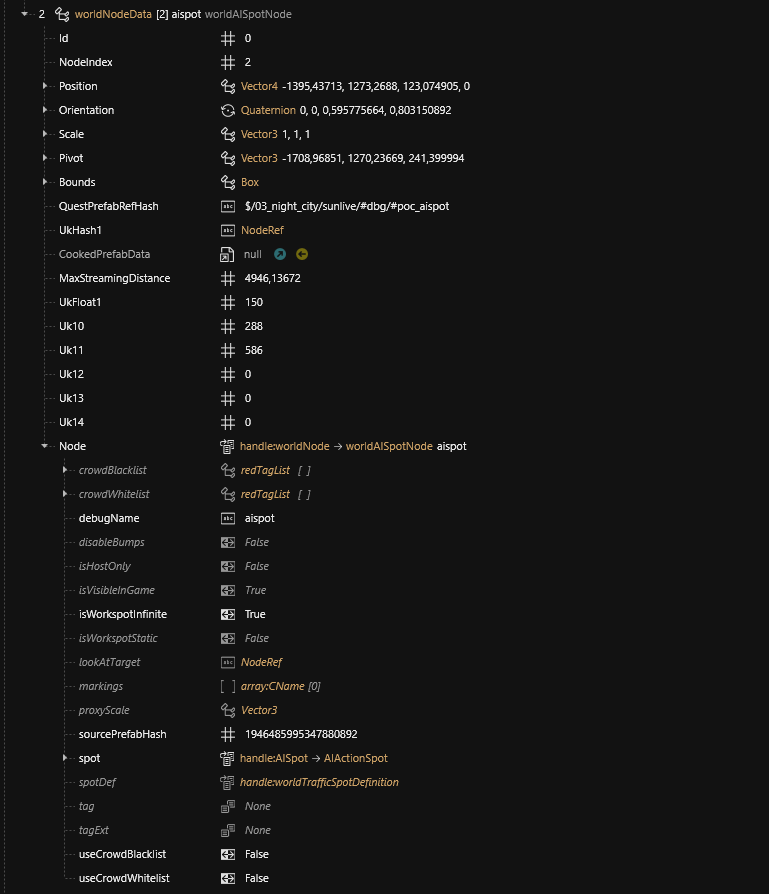 2 worldNodeData [2] aispot worldAISpotNode
Id # 0
NodeIndex # 2
Position Vector4 -1395,43713, 1273,2688, 123,074905, 0
Orientation Quaternion 0, 0, 0,595775664, 0,803150892
Scale Vector3 1, 1, 1
Pivot Vector3 -1708,96851, 1270,23669, 241,399994
Bounds Box
QuestPrefabRefHash abc $/03_night_city/sunlive/#dbg/#poc_aispot
UkHash1 abc NodeRef
CookedPrefabData null
MaxStreamingDistance # 4946,13672
UkFloat1 # 150
Uk10 # 288
Uk11 # 586
Uk12 # 0
Uk13 # 0
Uk14 # 0
Node handle:worldNode → worldAISpotNode aispot
crowdBlacklist redTagList [ ]
crowdWhitelist redTagList [ ]
debugName abc aispot
disableBumps False
isHostOnly False
isVisibleInGame True
isWorkspotInfinite True
isWorkspotStatic False
lookAtTarget abc NodeRef
markings [ ] array:CName [0]
proxyScale Vector3
sourcePrefabHash # 1946485995347880892
spot handle:AISpot → AIActionSpot
spotDef handle:worldTrafficSpotDefinition
tag None
tagExt None
useCrowdBlacklist False
useCrowdWhitelist False